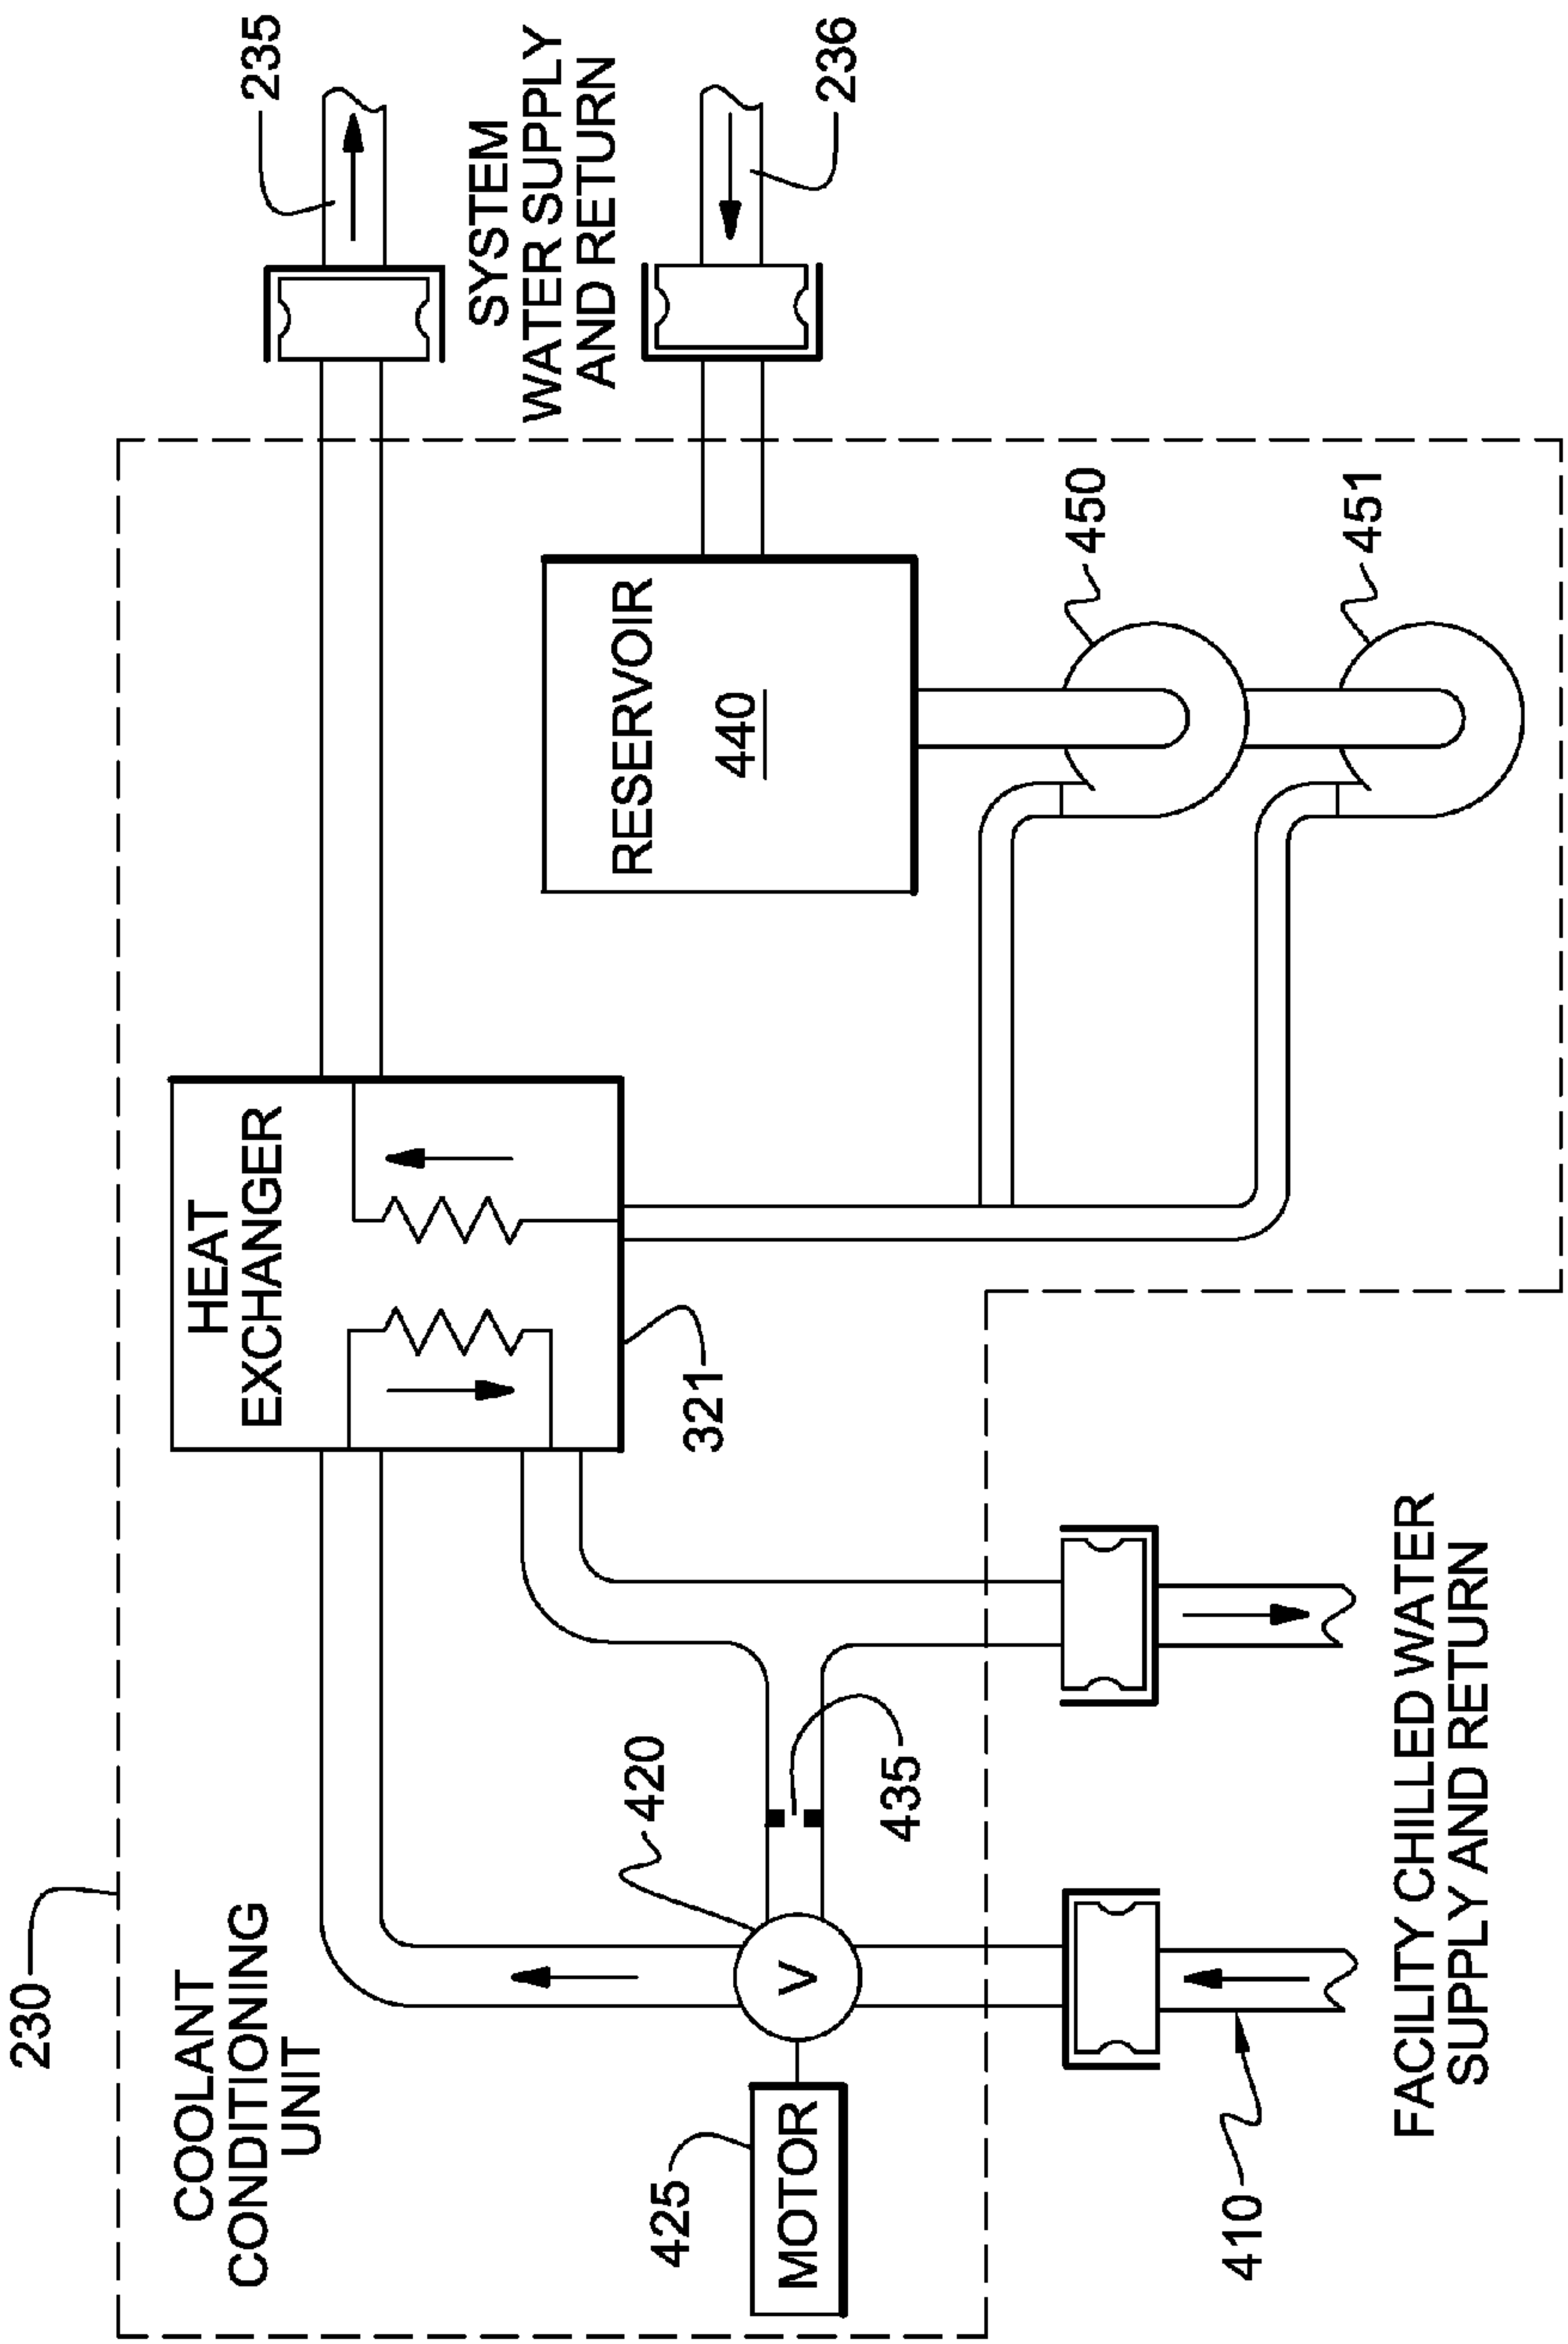 230
COOLANT
CONDITIONING
UNIT
HEAT
EXCHANGER
235
SYSTEM
WATER SUPPLY
AND RETURN
236
RESERVOIR
440
450
451
321
420
435
V
425
MOTOR
410
FACILITY CHILLED WATER
SUPPLY AND RETURN